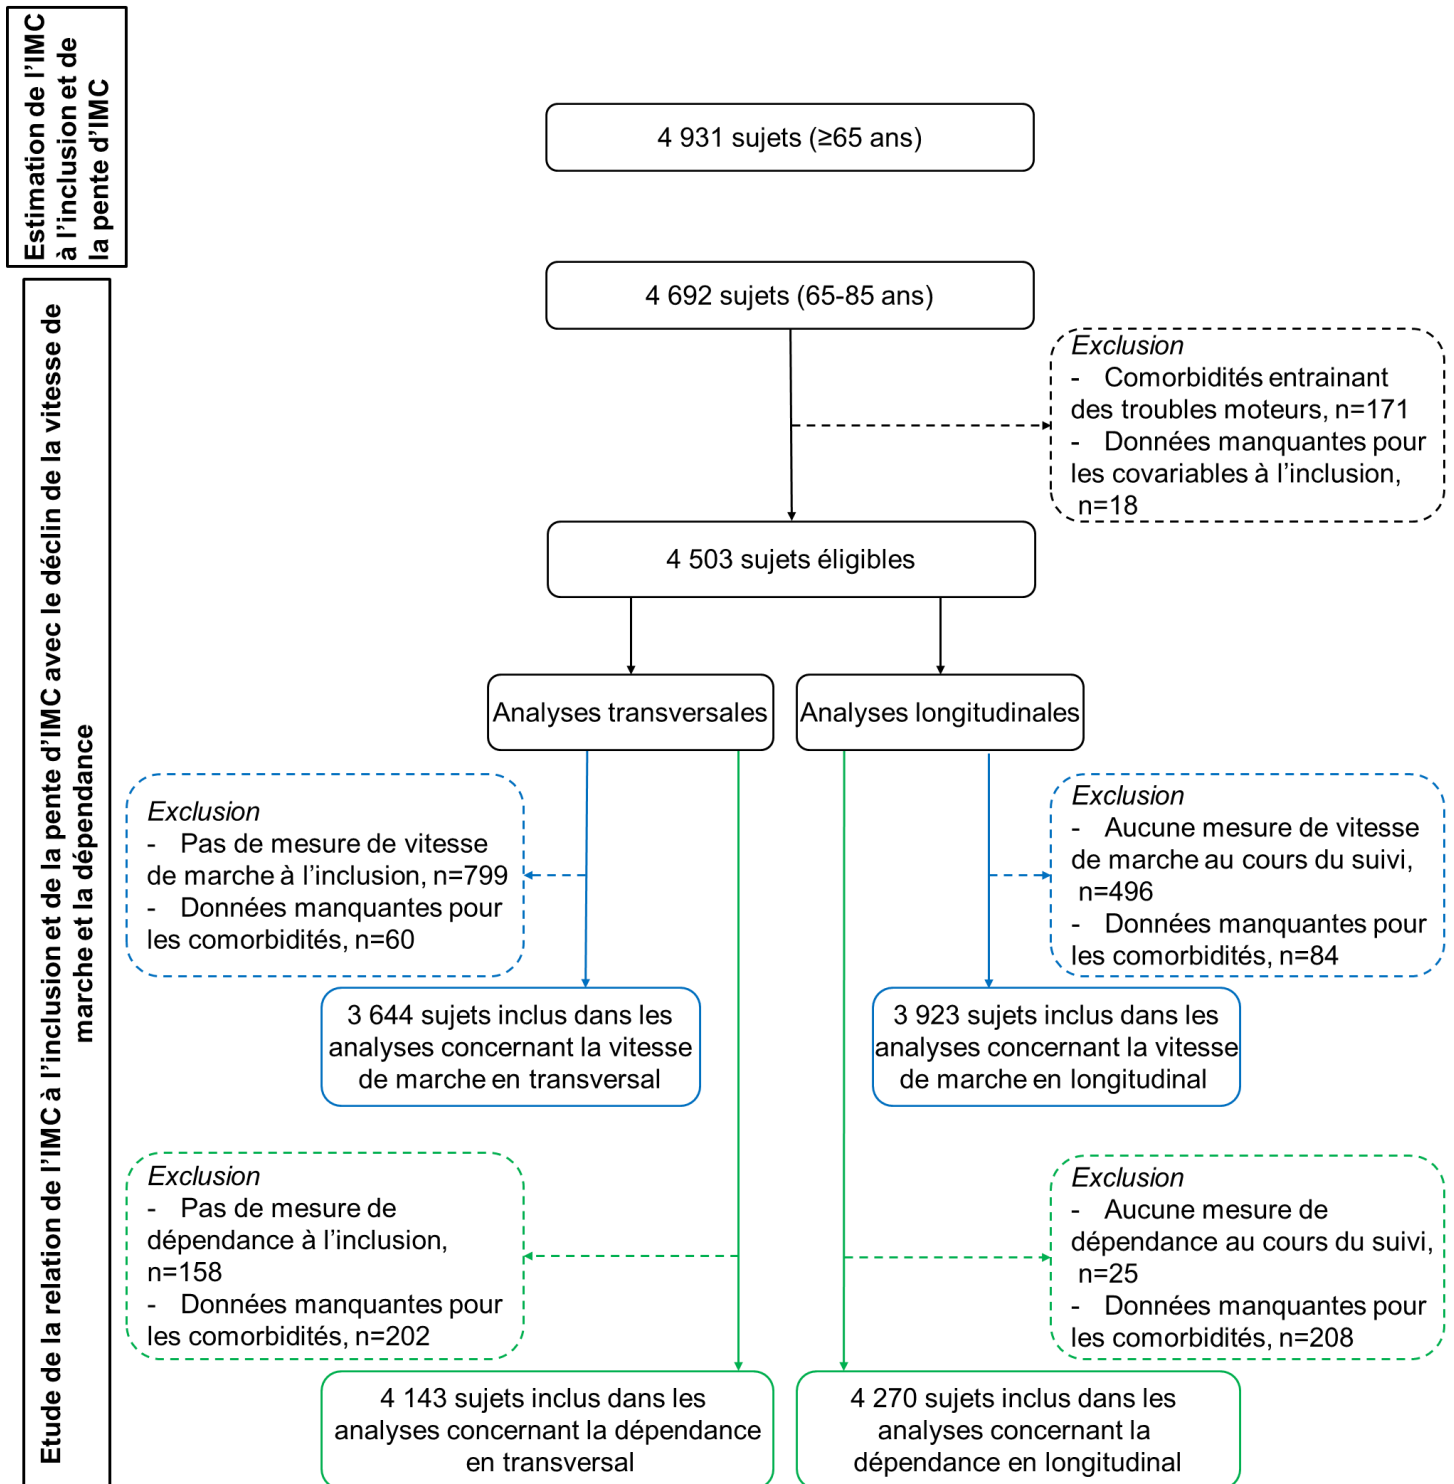 Estimation de l'IMC
à l'inclusion et de
la pente d'IMC
4 931 sujets (≥65 ans)
Etude de la relation de l'IMC à l'inclusion et de la pente d'IMC avec le déclin de la vitesse de
marche et la dépendance
4 692 sujets (65-85 ans)
Exclusion
- Comorbidités entrainant
des troubles moteurs, n=171
- Données manquantes pour
les covariables à l'inclusion,
n=18
4 503 sujets éligibles
Analyses transversales
Analyses longitudinales
Exclusion
- Pas de mesure de vitesse
de marche à l'inclusion, n=799
- Données manquantes pour
les comorbidités, n=60
Exclusion
- Aucune mesure de vitesse
de marche au cours du suivi,
n=496
- Données manquantes pour
les comorbidités, n=84
3 644 sujets inclus dans les
analyses concernant la vitesse
de marche en transversal
3 923 sujets inclus dans les
analyses concernant la vitesse
de marche en longitudinal
Exclusion
- Pas de mesure de
dépendance à l'inclusion,
n=158
- Données manquantes pour
les comorbidités, n=202
Exclusion
- Aucune mesure de
dépendance au cours du suivi,
n=25
- Données manquantes pour
les comorbidités, n=208
4 143 sujets inclus dans les
analyses concernant la dépendance
en transversal
4 270 sujets inclus dans les
analyses concernant la
dépendance en longitudinal